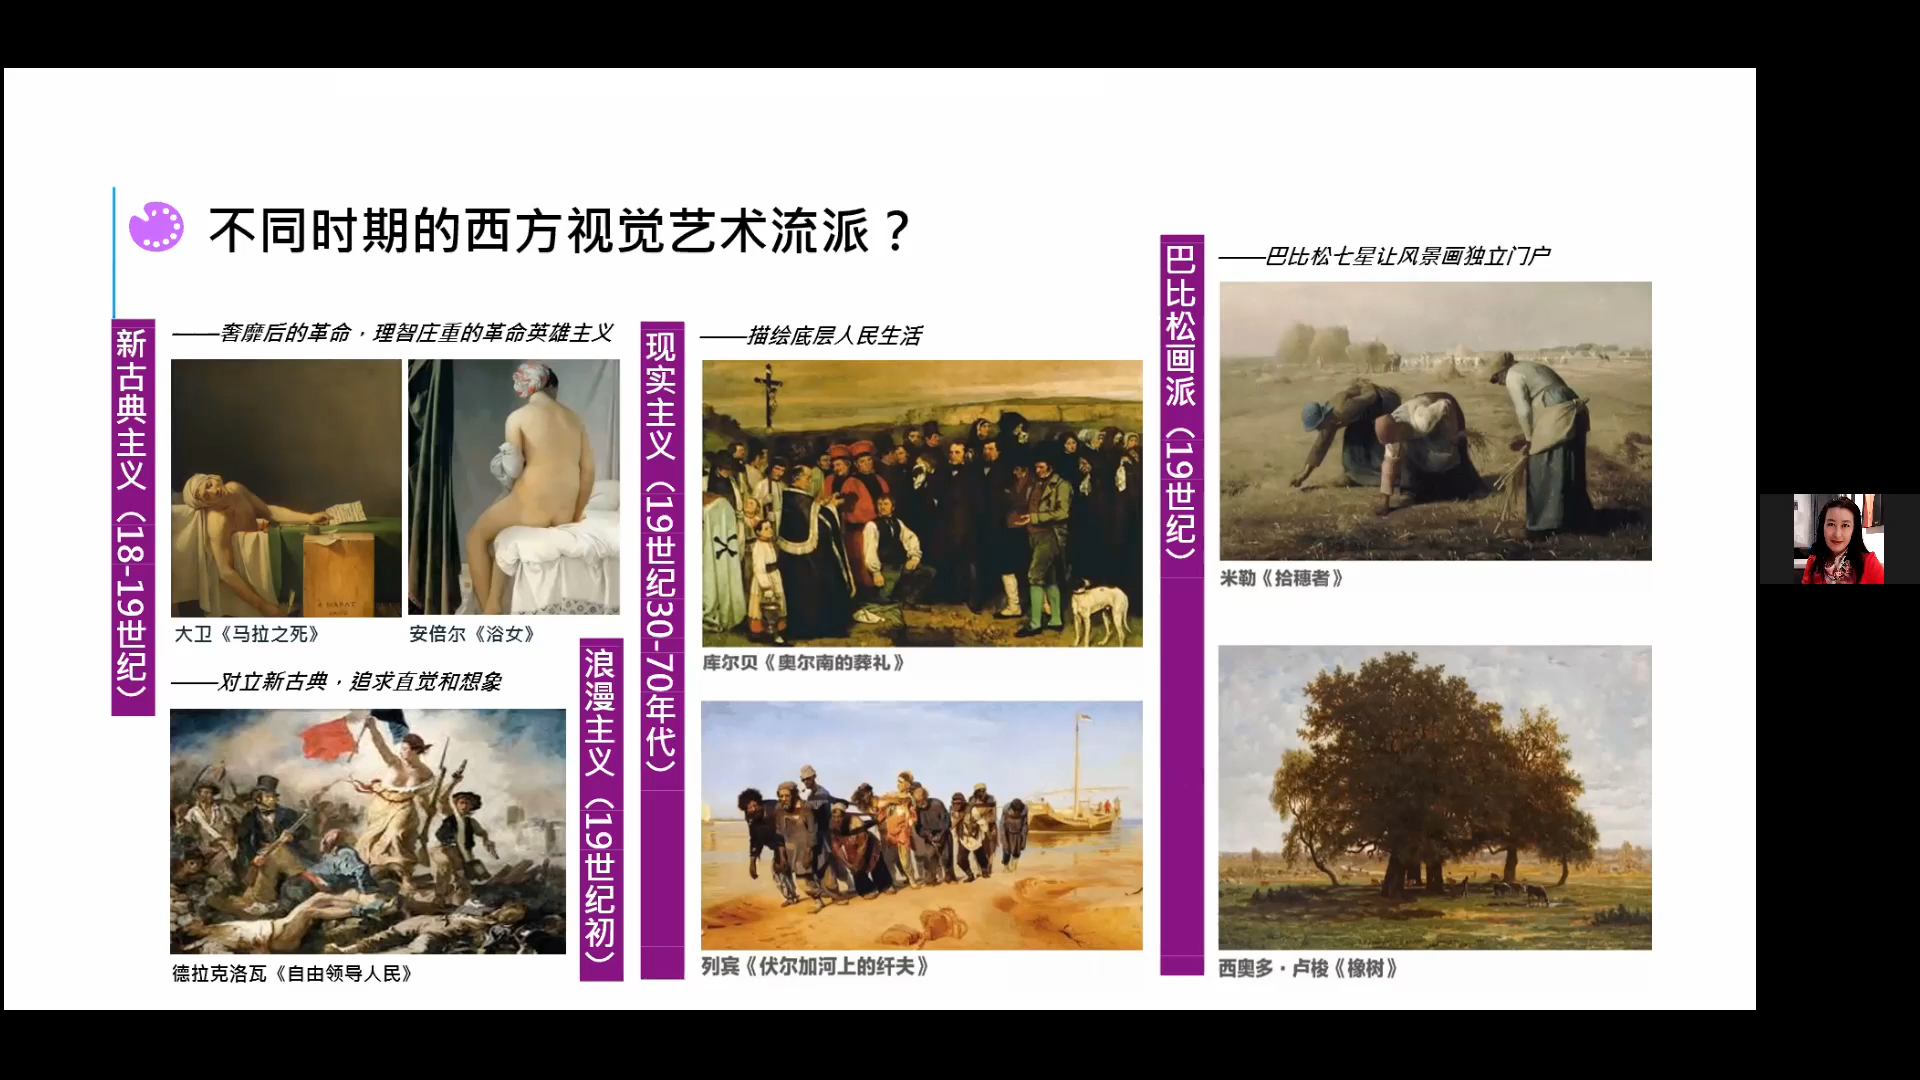 不同时期的西方视觉艺术流派？
新古典主义（18-19世纪）
——奢靡后的革命，理智庄重的革命英雄主义
大卫《马拉之死》
安倍尔《浴女》
浪漫主义（19世纪初）
——对立新古典，追求直觉和想象
德拉克洛瓦《自由领导人民》
现实主义（19世纪30-70年代）
——描绘底层人民生活
库尔贝《奥尔南的葬礼》
列宾《伏尔加河上的纤夫》
巴比松画派（19世纪）
——巴比松七星让风景画独立门户
米勒《拾穗者》
西奥多·卢梭《橡树》